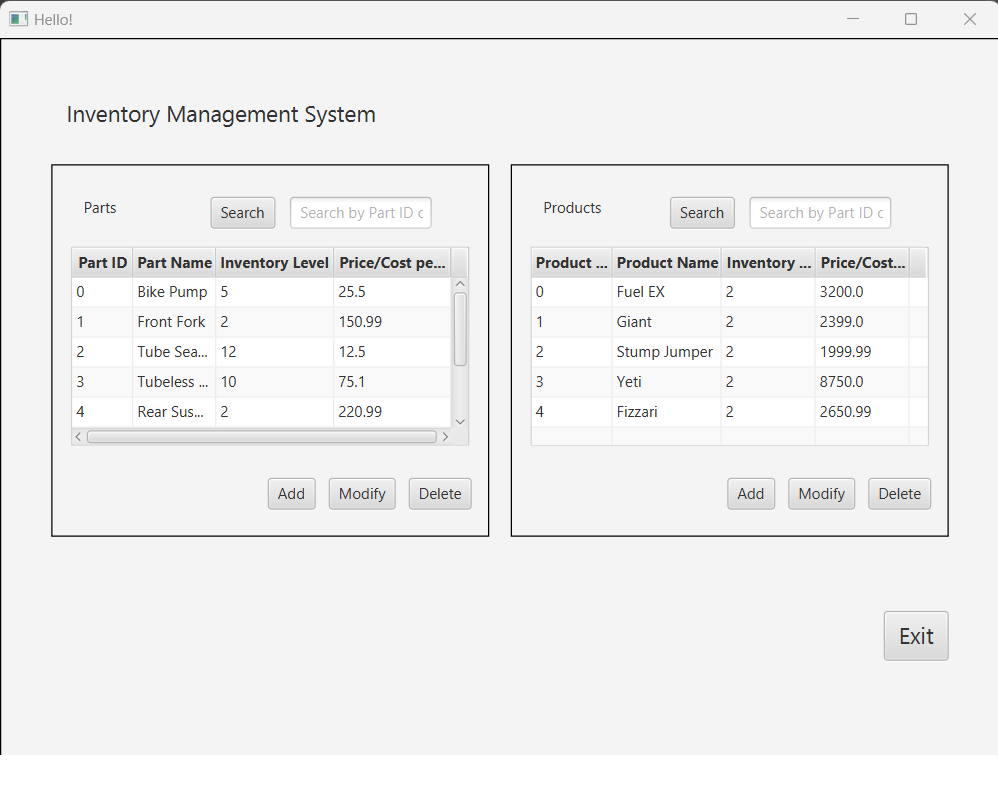 Hello!
Inventory Management System
Parts
Search
Search by Part ID c
Part ID Part Name Inventory Level Price/Cost pe...
0 Bike Pump 5 25.5
1 Front Fork 2 150.99
2 Tube Sea... 12 12.5
3 Tubeless ... 10 75.1
4 Rear Sus... 2 220.99
Add Modify Delete
Products
Search
Search by Part ID c
Product ... Product Name Inventory ... Price/Cost...
0 Fuel EX 2 3200.0
1 Giant 2 2399.0
2 Stump Jumper 2 1999.99
3 Yeti 2 8750.0
4 Fizzari 2 2650.99
Add Modify Delete
Exit